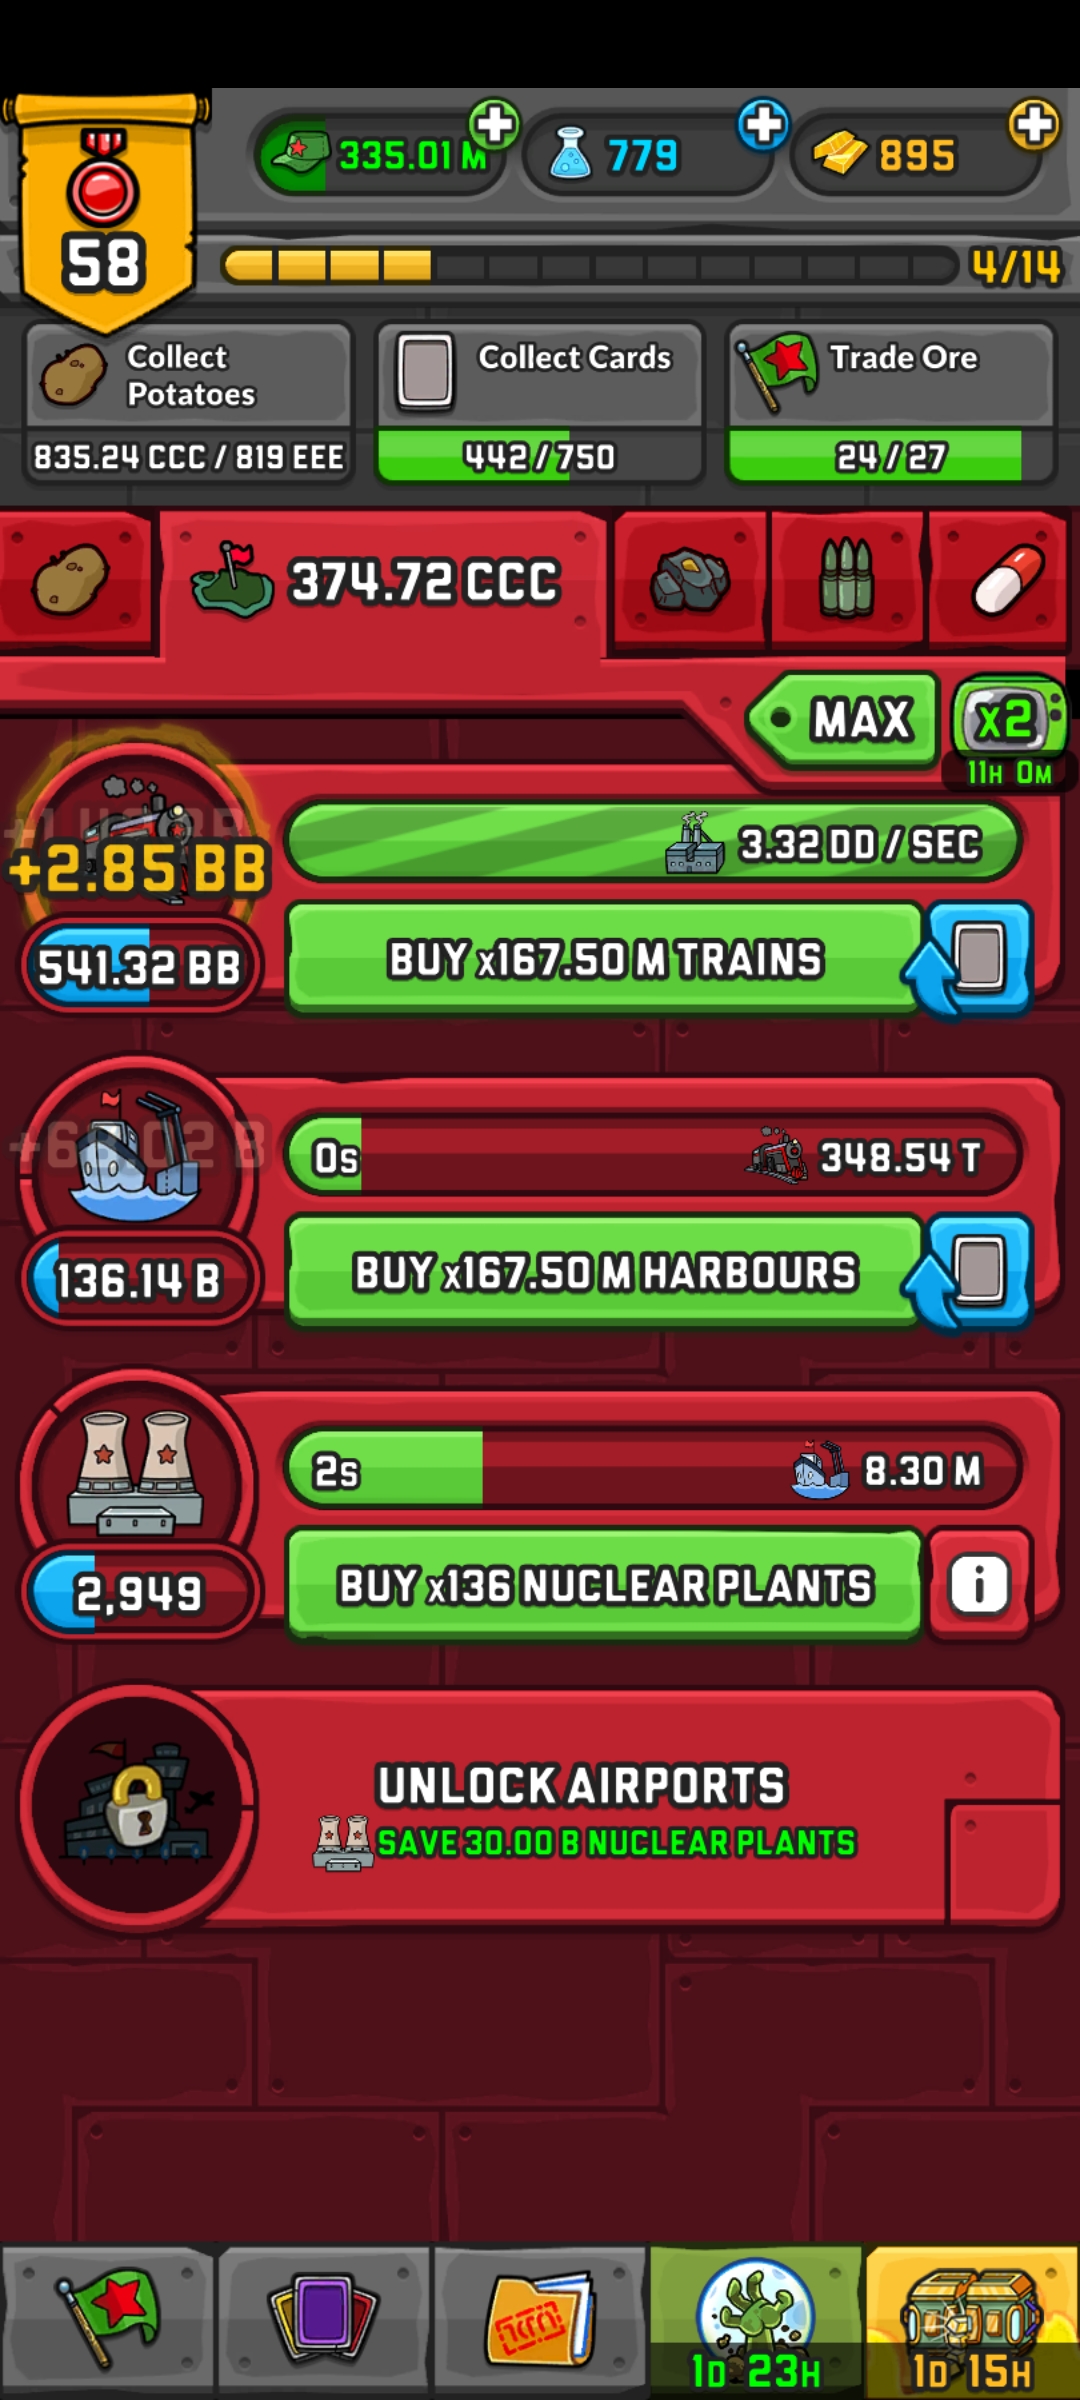 335.01 M
779
895
58
4/14
Collect
Potatoes
835.24 CCC / 819 EEE
Collect Cards
442/750
Trade Ore
24/27
374.72 CCC
MAX
x2
11H 0M
+2.85 BB
3.32 DD / SEC
541.32 BB
BUY x167.50 M TRAINS
0s
348.54 T
136.14 B
BUY x167.50 M HARBOURS
2s
8.30 M
2,949
BUY x136 NUCLEAR PLANTS
i
UNLOCK AIRPORTS
SAVE 30.00 B NUCLEAR PLANTS
1D 23H
1D 15H